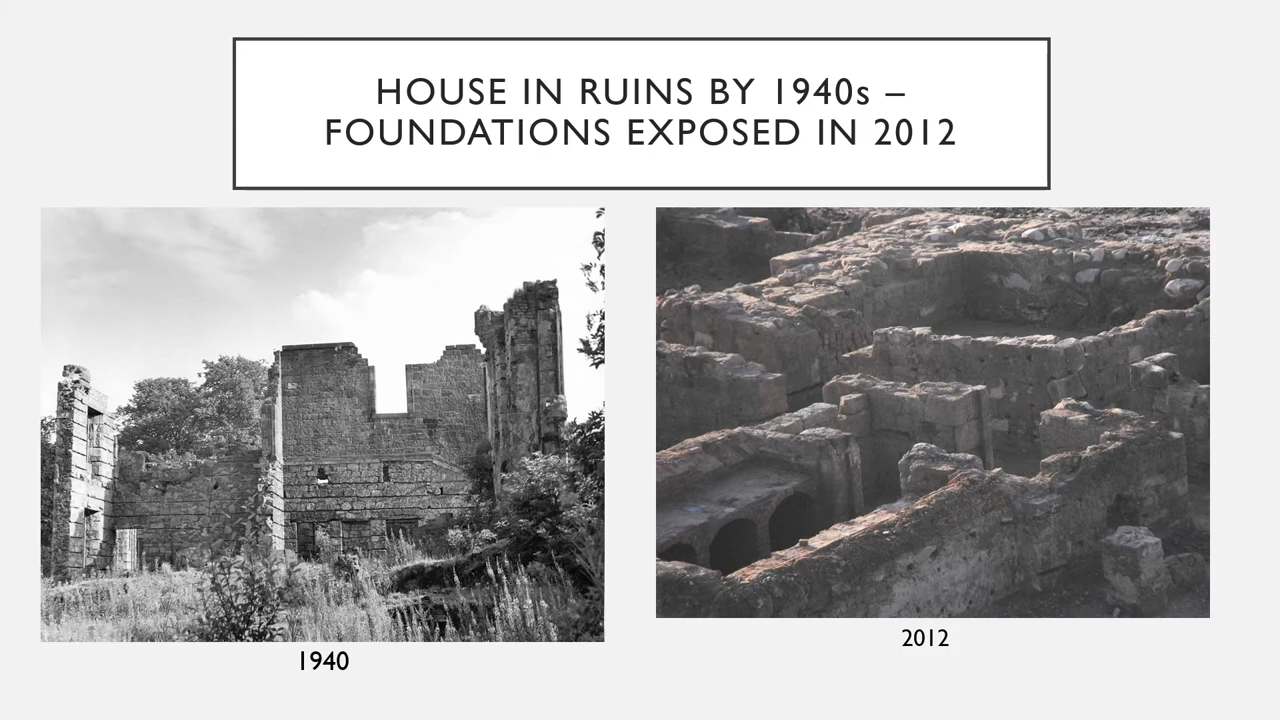 HOUSE IN RUINS BY 1940s –
FOUNDATIONS EXPOSED IN 2012
1940
2012